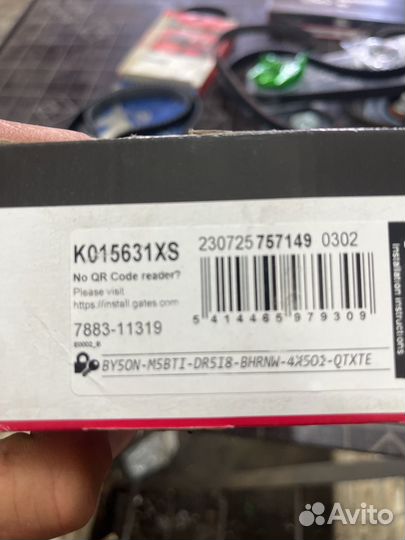 K015631XS
230725 757149 0302
No QR Code reader?
Please visit
https://install.gates.com
7883-11319
E0002_B
5 414465 979309
BY5ON-M5BTI-DR5I8-BHRNW-4X5O2-QTXTE
Installation instructions
Avito